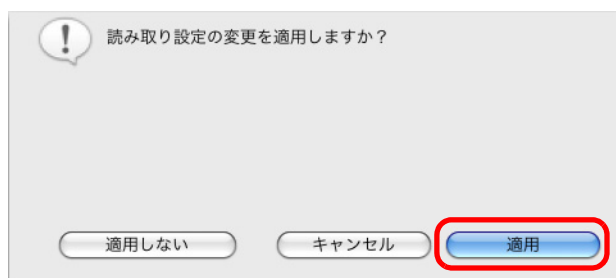 読み取り設定の変更を適用しますか？
適用しない キャンセル 適用